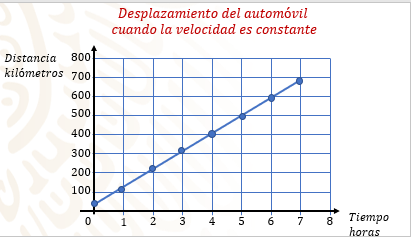 Desplazamiento del automóvil
cuando la velocidad es constante
Distancia
kilómetros
800
700
600
500
400
300
200
100
0 1 2 3 4 5 6 7 8
Tiempo
horas